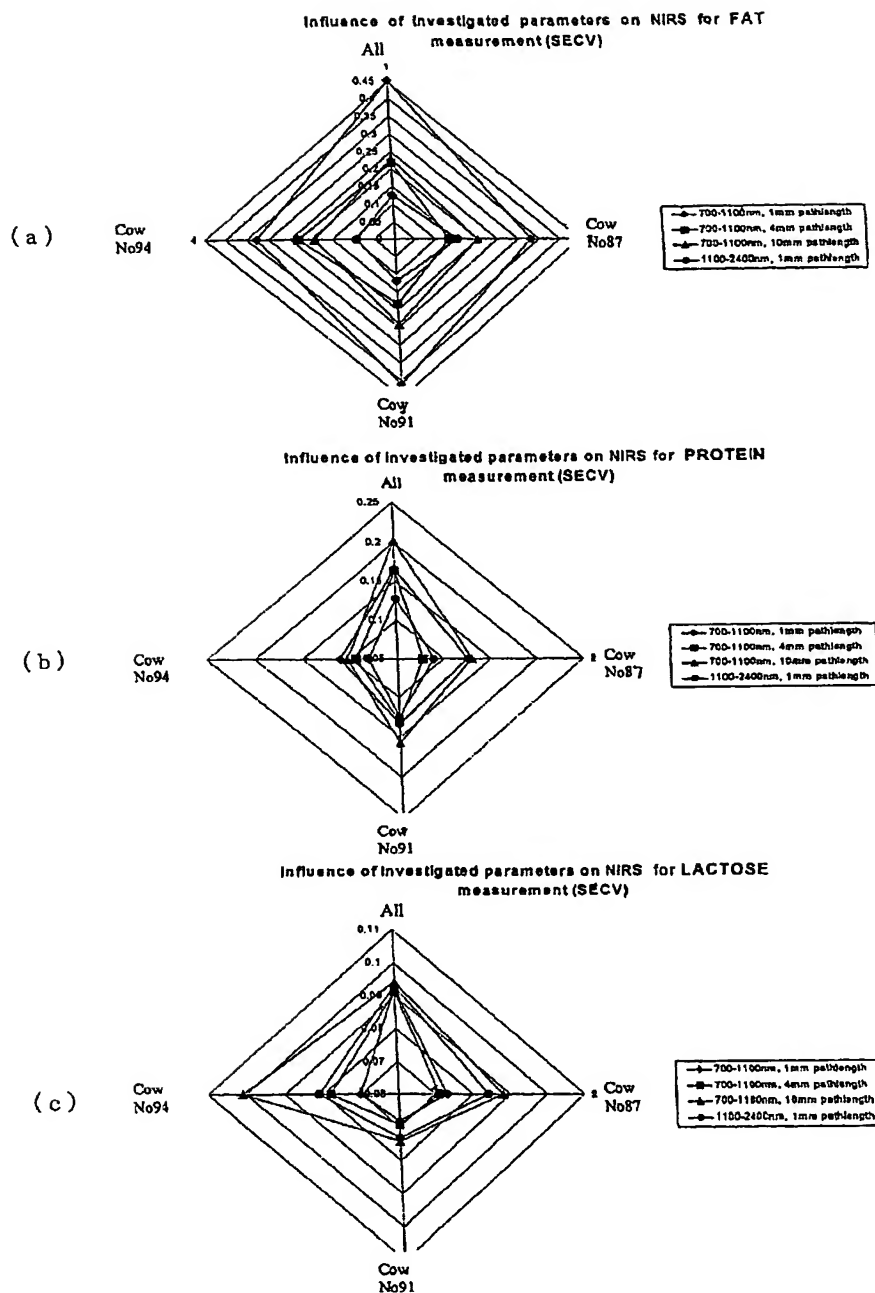 Influence of Investigated parameters on NIRS for FAT
measurement (SECV)
All
1
0.45
0.4
0.35
0.3
0.25
0.2
0.15
0.1
0.05
0
(a)
Cow
No94
4
Cow
No87
Cow
No91
700-1100nm, 1mm pathlength
700-1100nm, 4mm pathlength
700-1100nm, 10mm pathlength
1100-2400nm, 1mm pathlength
Influence of Investigated parameters on NIRS for PROTEIN
measurement (SECV)
All
0.25
0.2
0.15
0.1
(b)
Cow
No94
2
Cow
No87
Cow
No91
700-1100nm, 1mm pathlength
700-1100nm, 4mm pathlength
700-1100nm, 10mm pathlength
1100-2400nm, 1mm pathlength
Influence of Investigated parameters on NIRS for LACTOSE
measurement (SECV)
All
0.11
0.1
0.07
(c)
Cow
No94
2
Cow
No87
Cow
No91
700-1100nm, 1mm pathlength
700-1100nm, 4mm pathlength
700-1100nm, 10mm pathlength
1100-2400nm, 1mm pathlength